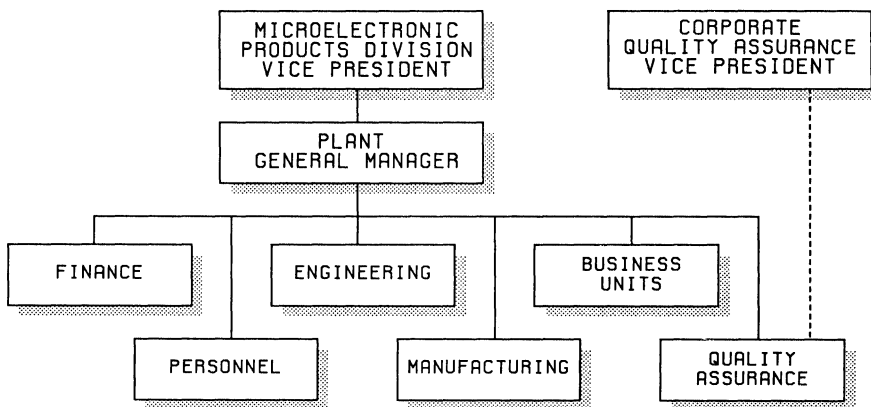 MICROELECTRONIC
PRODUCTS DIVISION
VICE PRESIDENT
CORPORATE
QUALITY ASSURANCE
VICE PRESIDENT
PLANT
GENERAL MANAGER
FINANCE
ENGINEERING
BUSINESS
UNITS
PERSONNEL
MANUFACTURING
QUALITY
ASSURANCE